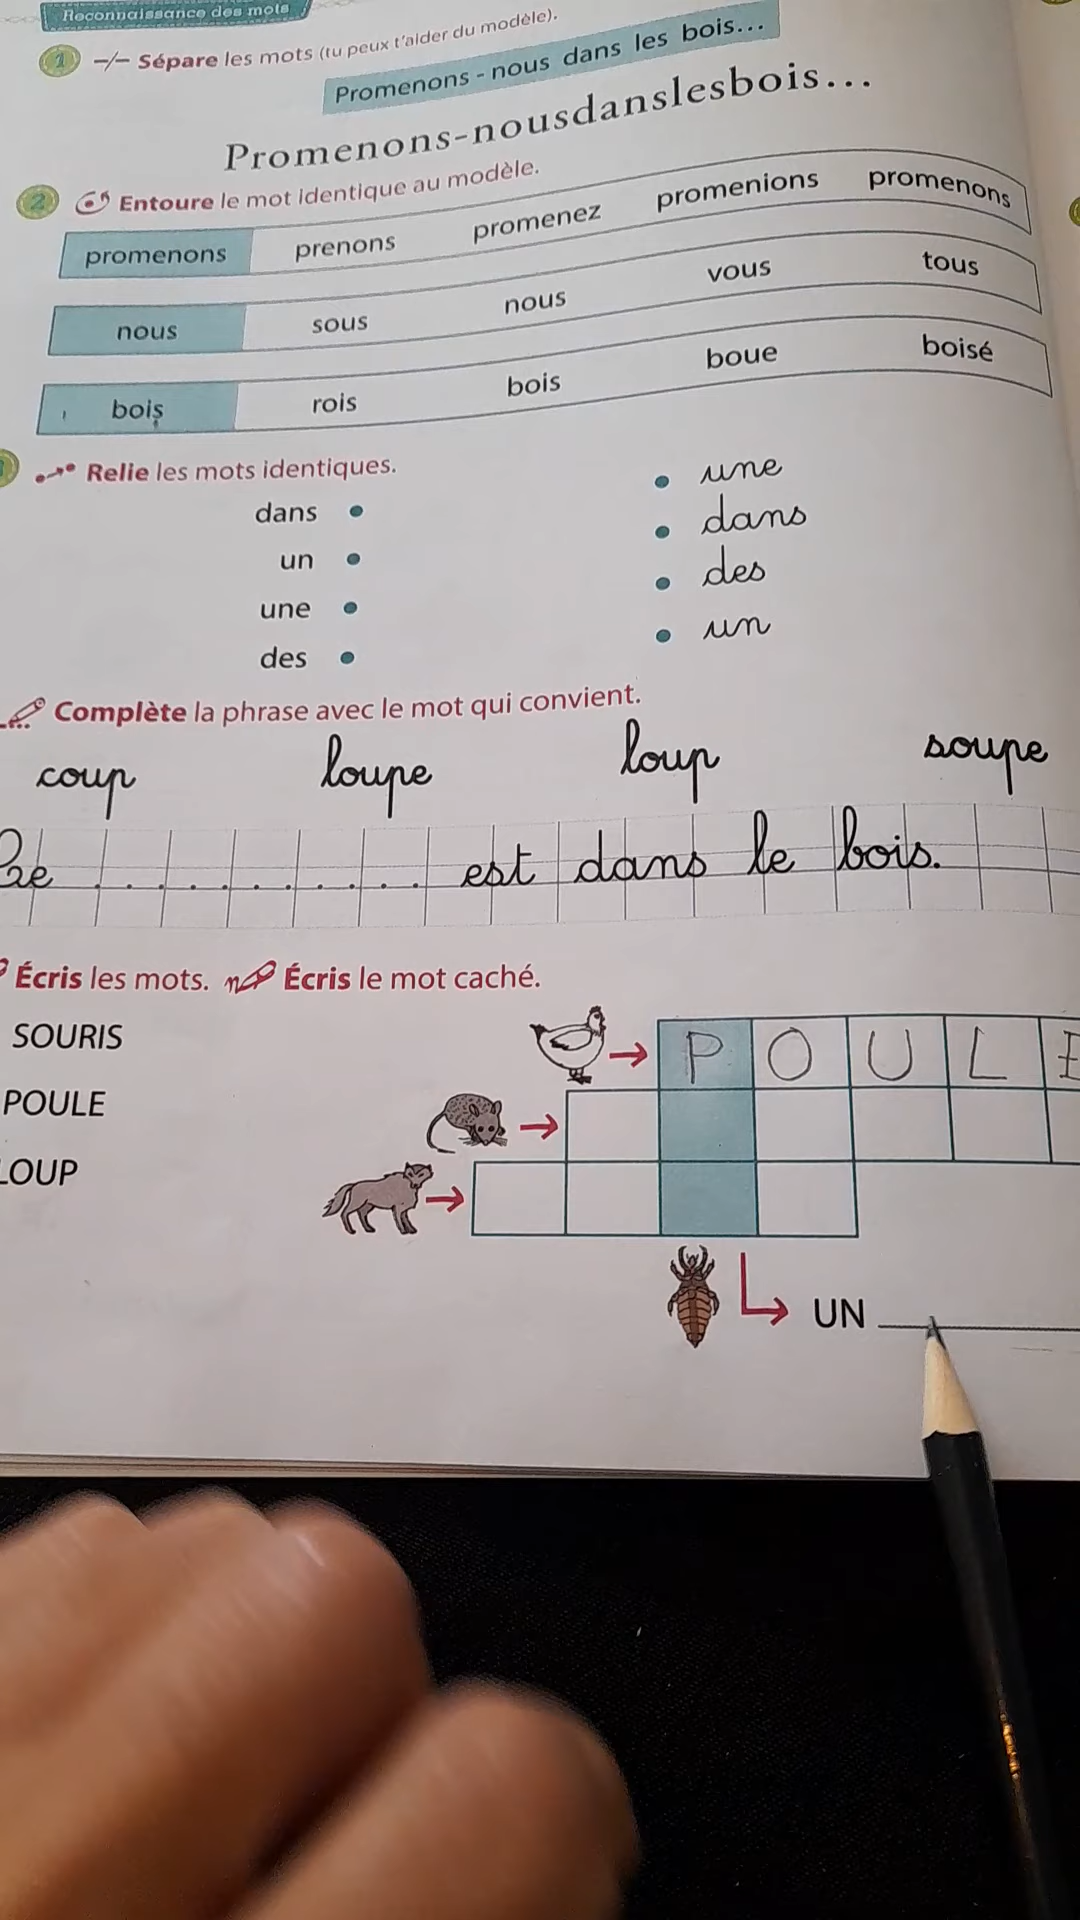 Reconnaissance des mots
1 Sépare les mots (tu peux t'aider du modèle).
Promenons - nous dans les bois...
Promenons-nousdanslesbois...
2 Entoure le mot identique au modèle.
promenons prenons promenez promenions promenons
nous sous nous vous tous
bois rois bois boue boisé
Relie les mots identiques.
dans une
un dans
une des
des un
Complète la phrase avec le mot qui convient.
coup loupe loup soupe
Le .......... est dans le bois.
Écris les mots. Écris le mot caché.
SOURIS
POULE
LOUP
POULE
UN